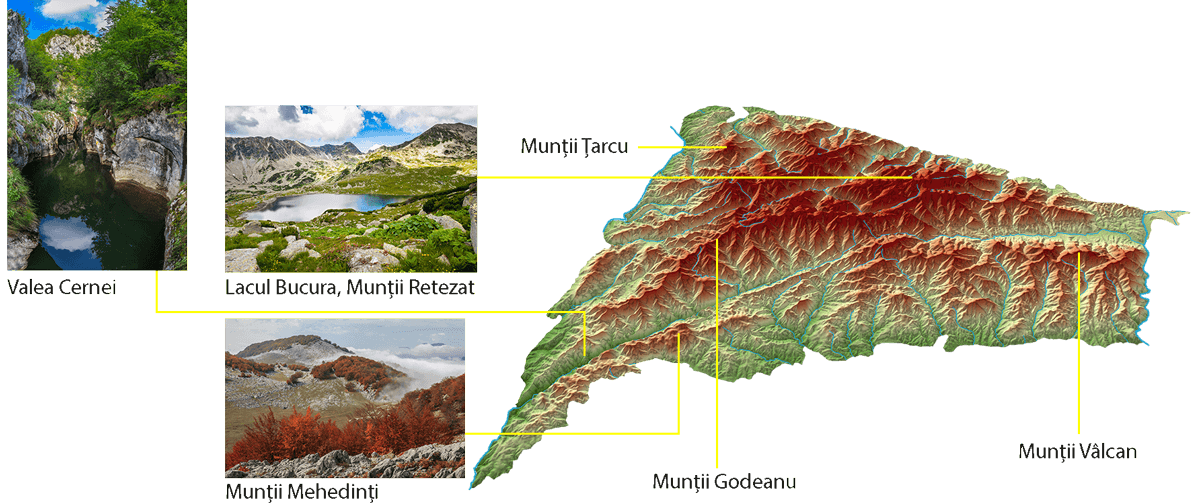 Munții Țarcu
Valea Cernei
Lacul Bucura, Munții Retezat
Munții Mehedinți
Munții Godeanu
Munții Vâlcan